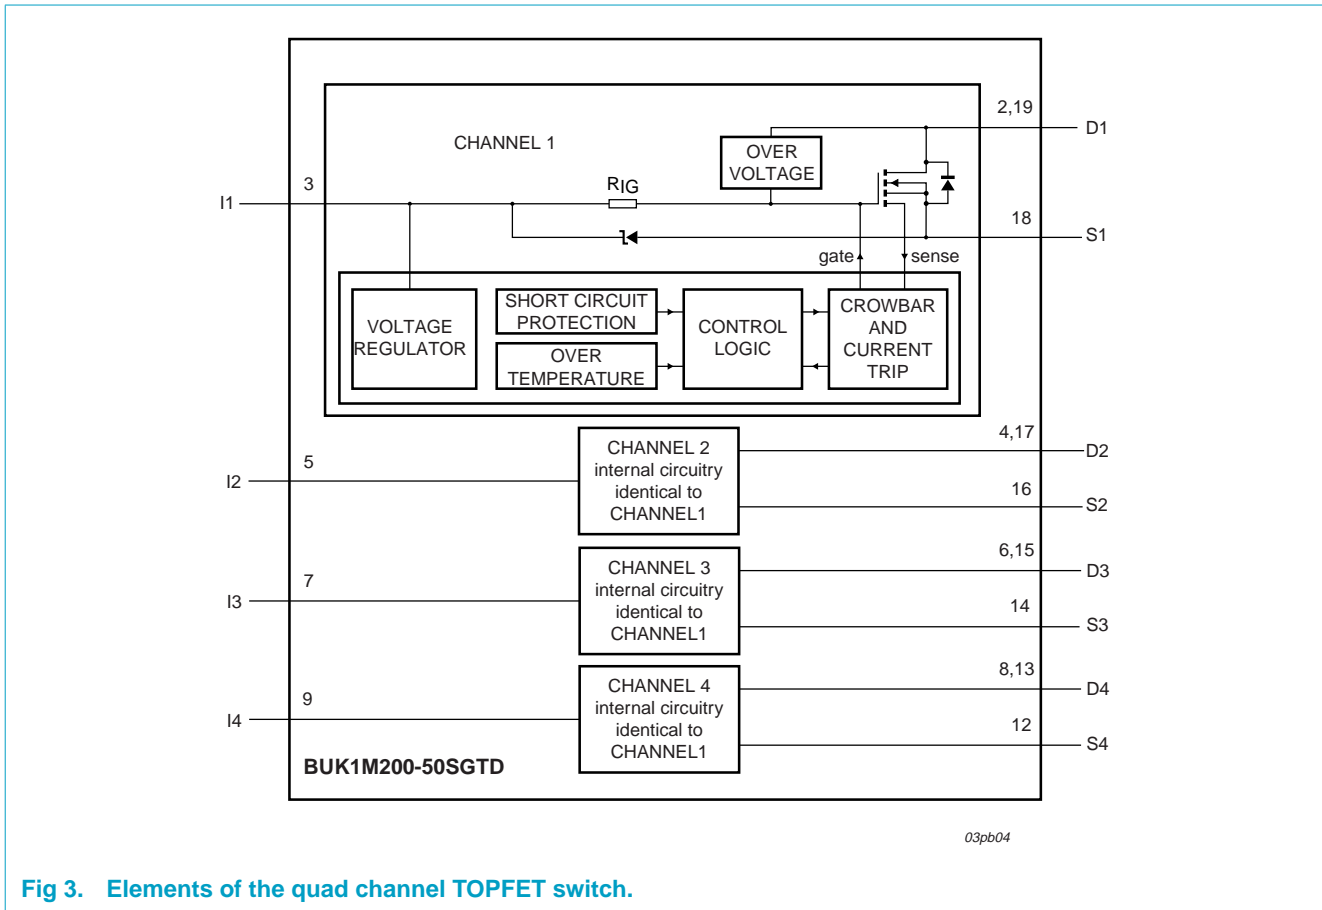 2,19
D1
CHANNEL 1
OVER
VOLTAGE
3
RIG
I1
18
S1
gate
sense
VOLTAGE
REGULATOR
SHORT CIRCUIT
PROTECTION
OVER
TEMPERATURE
CONTROL
LOGIC
CROWBAR
AND
CURRENT
TRIP
4,17
D2
5
I2
CHANNEL 2
internal circuitry
identical to
CHANNEL1
16
S2
6,15
D3
7
I3
CHANNEL 3
internal circuitry
identical to
CHANNEL1
14
S3
8,13
D4
9
I4
CHANNEL 4
internal circuitry
identical to
CHANNEL1
12
S4
BUK1M200-50SGTD
03pb04
Fig 3. Elements of the quad channel TOPFET switch.